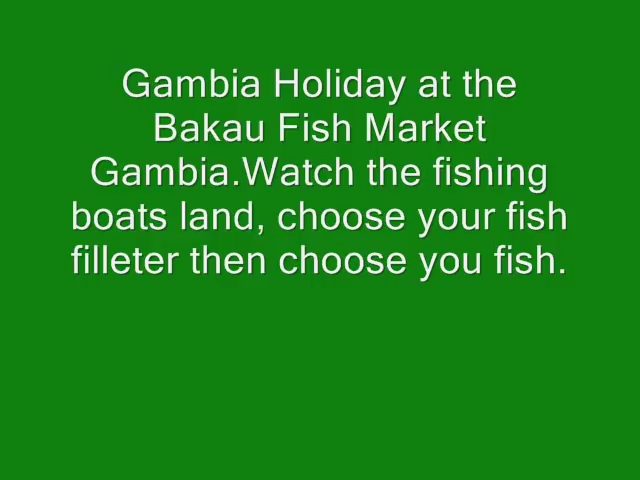 Gambia Holiday at the
Bakau Fish Market
Gambia.Watch the fishing
boats land, choose your fish
filleter then choose you fish.